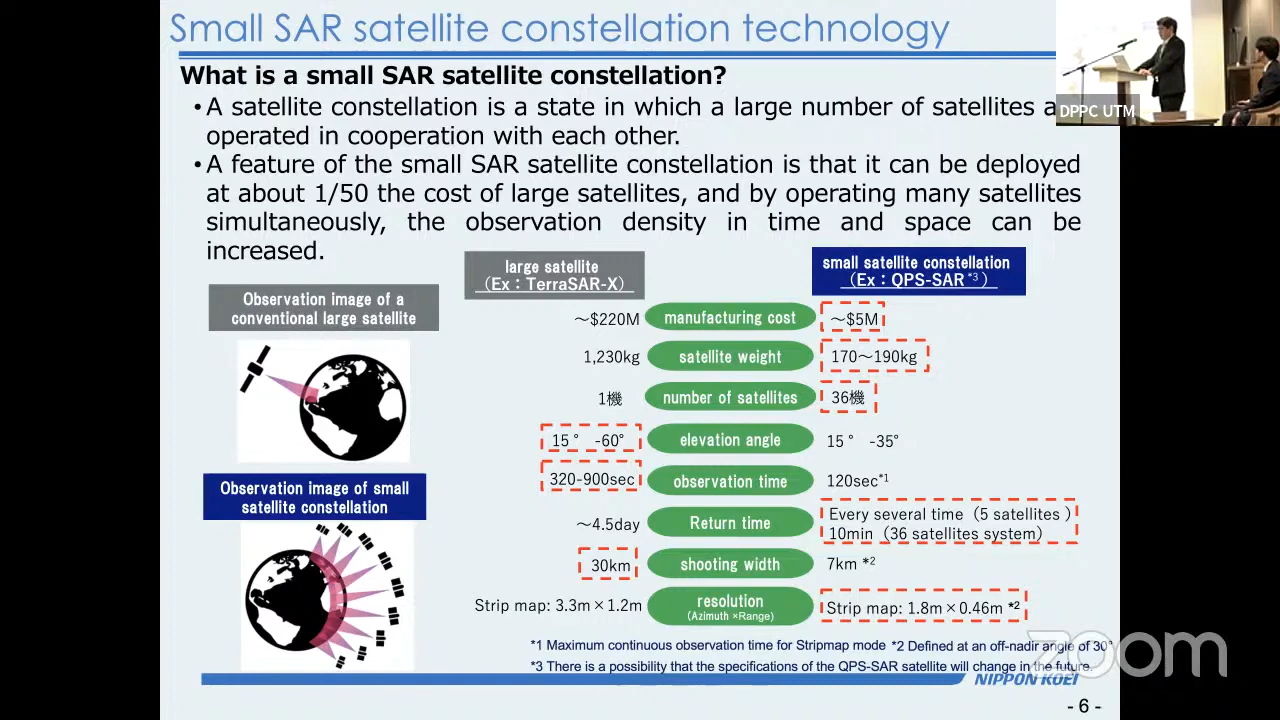 Small SAR satellite constellation technology
What is a small SAR satellite constellation?
•A satellite constellation is a state in which a large number of satellites a
operated in cooperation with each other.
•A feature of the small SAR satellite constellation is that it can be deployed
at about 1/50 the cost of large satellites, and by operating many satellites
simultaneously, the observation density in time and space can be
increased.
DPPC UTM
Observation image of a
conventional large satellite
Observation image of small
satellite constellation
large satellite
(Ex：TerraSAR-X)
small satellite constellation
(Ex：QPS-SAR *3)
～$220M manufacturing cost ～$5M
1,230kg satellite weight 170～190kg
1機 number of satellites 36機
15° -60° elevation angle 15° -35°
320-900sec observation time 120sec*1
～4.5day Return time Every several time（5 satellites ）
10min（36 satellites system）
30km shooting width 7km *2
Strip map: 3.3m×1.2m resolution Strip map: 1.8m×0.46m *2
(Azimuth ×Range)
*1 Maximum continuous observation time for Stripmap mode *2 Defined at an off-nadir angle of 30°
*3 There is a possibility that the specifications of the QPS-SAR satellite will change in the future.
zoom
NIPPON KOEI
- 6 -